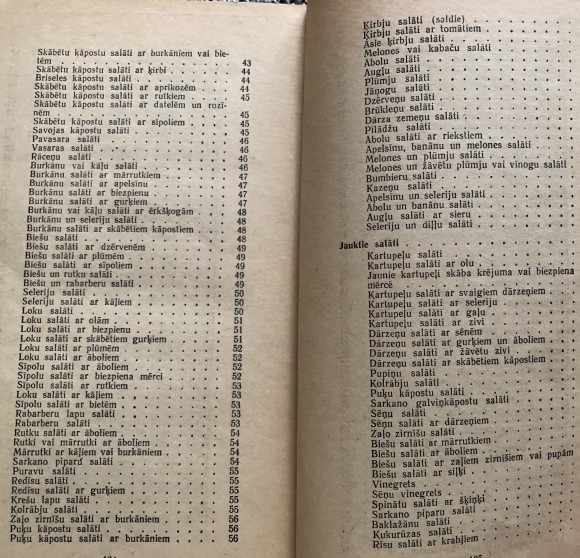 Skābētu kāpostu salāti ar burkāniem vai bie-
tēm . . . . . . . . . . . . . 43
Skābētu kāpostu salāti ar ķirbi . . . . . 44
Briseles kāpostu salāti . . . . . . . . 44
Skābētu kāpostu salāti ar aprikozēm . . . 44
Skābētu kāpostu salāti ar rutkiem . . . . 45
Skābētu kāpostu salāti ar datelēm un rozi-
nēm . . . . . . . . . . . . . 45
Skābētu kāpostu salāti ar sīpoliem . . . . 45
Savojas kāpostu salāti . . . . . . . . 45
Pavasara salāti . . . . . . . . . . 46
Vasaras salāti . . . . . . . . . . 46
Rāceņu salāti . . . . . . . . . . 46
Burkānu vai kāļu salāti . . . . . . . 46
Burkānu salāti ar mārrutkiem . . . . . 47
Burkānu salāti ar apelsīnu . . . . . . 47
Burkānu salāti ar biezpienu . . . . . . 47
Burkānu salāti ar gurķiem . . . . . . 47
Burkānu vai kāļu salāti ar ērkšķogām . . . 48
Burkānu un seleriju salāti . . . . . . 48
Burkānu salāti ar skābētiem kāpostiem . . . 48
Biešu salāti ar dzērvenēm . . . . . . 49
Biešu salāti ar plūmēm . . . . . . . 49
Biešu salāti ar sīpoliem . . . . . . . 49
Biešu un rutku salāti . . . . . . . . 49
Biešu un rabarberu salāti . . . . . . . 50
Seleriju salāti . . . . . . . . . . 50
Seleriju salāti ar kāļiem . . . . . . . 50
Loku salāti . . . . . . . . . . . 50
Loku salāti ar olām . . . . . . . . . 51
Loku salāti ar biezpienu . . . . . . . 51
Loku salāti ar skābētiem gurķiem . . . . 51
Loku salāti ar plūmēm . . . . . . . . 52
Loku salāti ar āboliem . . . . . . . . 52
Sīpolu salāti ar āboliem . . . . . . . 52
Sīpolu salāti ar biezpiena mērci . . . . . 52
Sīpolu salāti ar rutkiem . . . . . . . 53
Loku salāti ar kāļiem . . . . . . . . 53
Sīpolu salāti ar bietēm . . . . . . . . 53
Rabarberu lapu salāti . . . . . . . . 53
Rabarberu salāti . . . . . . . . . . 53
Rutku salāti ar āboliem . . . . . . . . 54
Rutki vai mārrutki ar āboliem . . . . . . 54
Mārrutki ar kāļiem vai burkāniem . . . . 54
Sarkano pipard salāti . . . . . . . . 54
Puravu salāti . . . . . . . . . . . 55
Redīsu salāti . . . . . . . . . . . 55
Redīsu salāti ar gurķiem . . . . . . . 55
Krešu lapu salāti . . . . . . . . . . 55
Kolrābju salāti . . . . . . . . . . 55
Zaļo zirnīšu salāti ar burkāniem . . . . . 56
Puķu kāpostu salāti . . . . . . . . . 56
Puķu kāpostu salāti ar burkāniem . . . . 56
Ķirbju salāti (saldie) . . . . . . . .
Ķirbju salāti ar tomātiem . . . . . . .
Asie ķirbju salāti . . . . . . . . . .
Melones vai kabaču salāti . . . . . . .
Ābolu salāti . . . . . . . . . . .
Augļu salāti . . . . . . . . . . .
Plūmju salāti . . . . . . . . . . .
Jāņogu salāti . . . . . . . . . . .
Dzērveņu salāti . . . . . . . . . .
Brūkleņu salāti . . . . . . . . . .
Dārza zemeņu salāti . . . . . . . . .
Pīlādžu salāti . . . . . . . . . . .
Ābolu salāti ar riekstiem . . . . . . .
Apelsīnu, banānu un melones salāti . . . .
Melones un plūmju salāti . . . . . . .
Melones un žāvētu plūmju vai vīnogu salāti . .
Bumbieru salāti . . . . . . . . . .
Kazeņu salāti . . . . . . . . . . .
Apelsīnu un seleriju salāti . . . . . . .
Ābolu un banānu salāti . . . . . . . .
Augļu salāti ar sieru . . . . . . . . .
Seleriju un diļļu salāti . . . . . . . .
Jauktie salāti . . . . . . . . . . .
Kartupeļu salāti . . . . . . . . . .
Kartupeļu salāti ar olu . . . . . . . .
Jaunie kartupeļi skāba krējuma vai biezpiena
mērcē . . . . . . . . . . . . .
Kartupeļu salāti ar svaigiem dārzeņiem . . .
Kartupeļu salāti ar seleriju . . . . . . .
Kartupeļu salāti ar gaļu . . . . . . . .
Kartupeļu salāti ar zivi . . . . . . . .
Dārzeņu salāti ar sēnēm . . . . . . . .
Dārzeņu salāti ar gurķiem un āboliem . . . .
Dārzeņu salāti ar žāvētu zivi . . . . . .
Dārzeņu salāti ar skābētiem kāpostiem . . .
Pupiņu salāti . . . . . . . . . . .
Kolrābju salāti . . . . . . . . . .
Puķu kāpostu salāti . . . . . . . . .
Sarkano galviņkāpostu salāti . . . . . .
Sēņu salāti . . . . . . . . . . . .
Sēņu salāti ar dārzeņiem . . . . . . .
Zaļo zirnīšu salāti . . . . . . . . . .
Biešu salāti ar mārrutkiem . . . . . . .
Biešu salāti ar āboliem . . . . . . . .
Biešu salāti ar zaļiem zirnīšiem vai pupām
Biešu salāti ar siļķi . . . . . . . . .
Vinegrets . . . . . . . . . . . .
Sēņu vinegrets . . . . . . . . . . .
Spinātu salāti ar šķiņķi . . . . . . . .
Sarkano piparu salāti . . . . . . . . .
Baklažānu salāti . . . . . . . . . .
Kukurūzas salāti . . . . . . . . . .
Rīsu salāti ar krabjiem . . . . . . . .